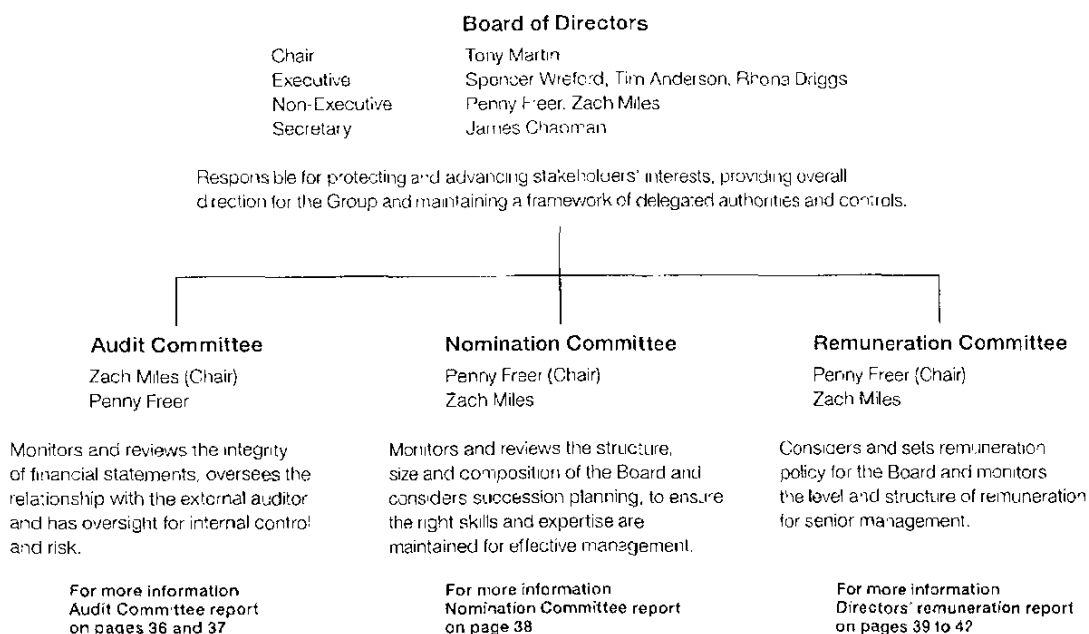 Board of Directors
Chair Tony Martin
Executive Spencer Wreford, Tim Anderson, Rhona Driggs
Non-Executive Penny Freer, Zach Miles
Secretary James Chapman
Responsible for protecting and advancing stakeholders' interests, providing overall
direction for the Group and maintaining a framework of delegated authorities and controls.
Audit Committee
Zach Miles (Chair)
Penny Freer
Monitors and reviews the integrity
of financial statements, oversees the
relationship with the external auditor
and has oversight for internal control
and risk.
For more information
Audit Committee report
on pages 36 and 37
Nomination Committee
Penny Freer (Chair)
Zach Miles
Monitors and reviews the structure,
size and composition of the Board and
considers succession planning, to ensure
the right skills and expertise are
maintained for effective management.
For more information
Nomination Committee report
on page 38
Remuneration Committee
Penny Freer (Chair)
Zach Miles
Considers and sets remuneration
policy for the Board and monitors
the level and structure of remuneration
for senior management.
For more information
Directors' remuneration report
on pages 39 to 42